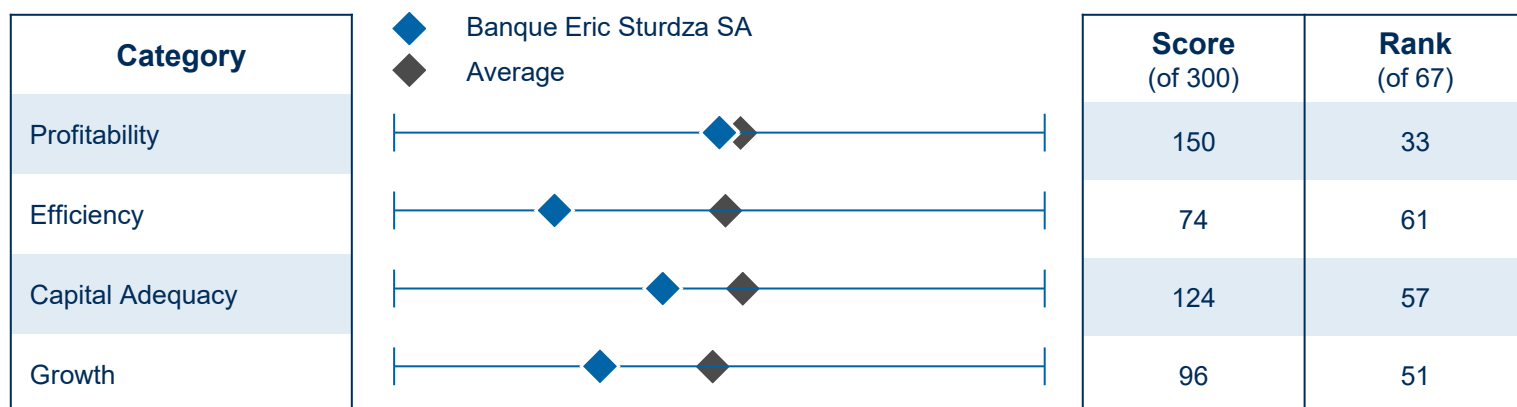 Category
Banque Eric Sturdza SA
Average
Score
(of 300)
Rank
(of 67)
Profitability
150
33
Efficiency
74
61
Capital Adequacy
124
57
Growth
96
51